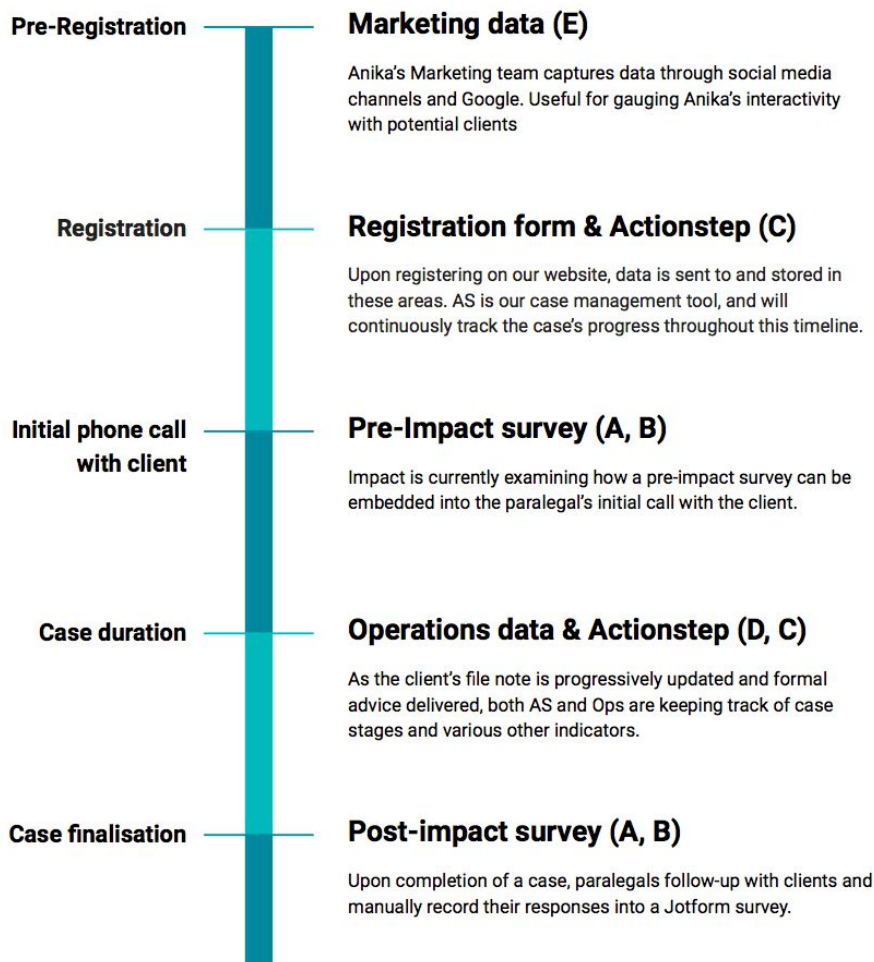 Pre-Registration
Marketing data (E)
Anika's Marketing team captures data through social media
channels and Google. Useful for gauging Anika's interactivity
with potential clients
Registration
Registration form & Actionstep (C)
Upon registering on our website, data is sent to and stored in
these areas. AS is our case management tool, and will
continuously track the case's progress throughout this timeline.
Initial phone call
with client
Pre-Impact survey (A, B)
Impact is currently examining how a pre-impact survey can be
embedded into the paralegal's initial call with the client.
Case duration
Operations data & Actionstep (D, C)
As the client's file note is progressively updated and formal
advice delivered, both AS and Ops are keeping track of case
stages and various other indicators.
Case finalisation
Post-impact survey (A, B)
Upon completion of a case, paralegals follow-up with clients and
manually record their responses into a Jotform survey.